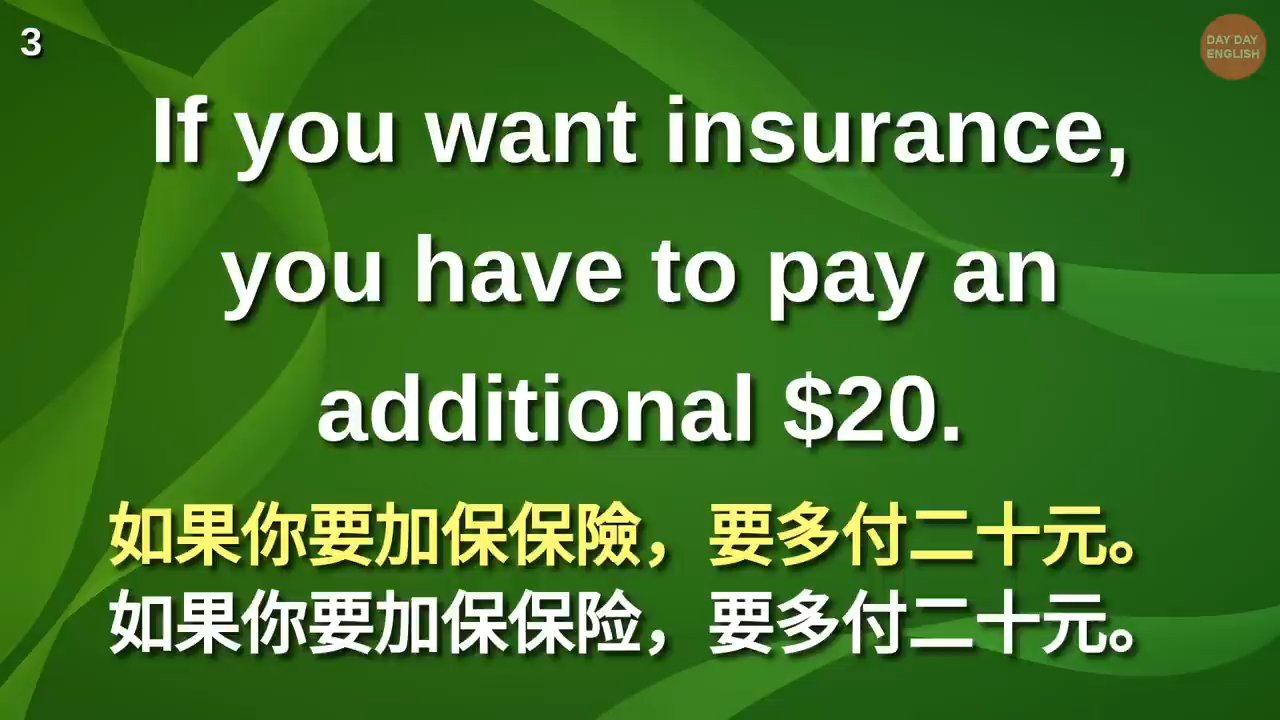 3
DAY DAY
ENGLISH
If you want insurance,
you have to pay an
additional $20.
如果你要加保保險，要多付二十元。
如果你要加保保险，要多付二十元。